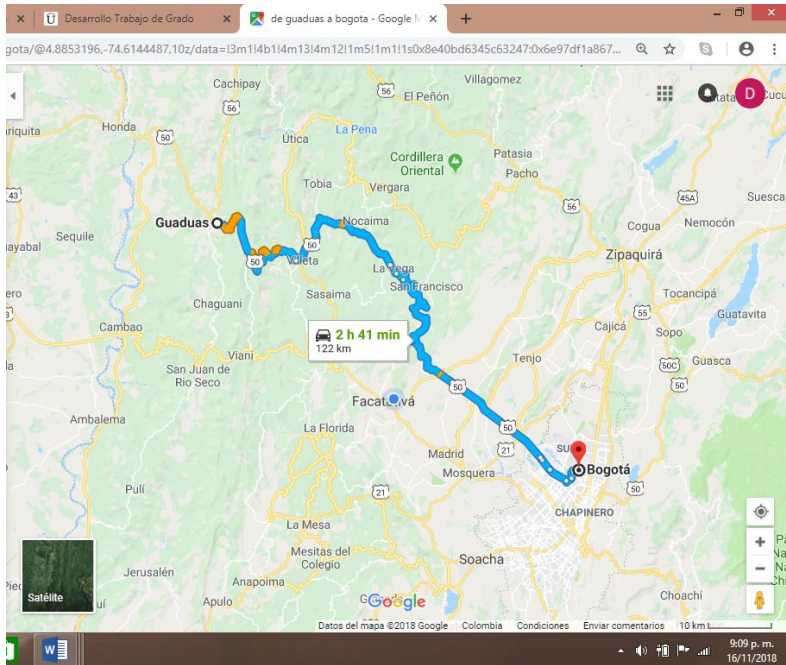 Desarrollo Trabajo de Grado
de guaduas a bogota - Google M
gota/@4.8853196,-74.6144487,10z/data=!3m1!4b1!4m13!4m12!1m5!1m1!1s0x8e40bd6345c63247:0x6e97df1a867...
Cachipay
56
56
El Peñón
Villagomez
D
Honda
50
Útica
La Pena
Cordillera
Oriental
Patasia
Pacho
Tobia
Vergara
43
56
45A
Suesca
Guaduas
Nocaima
50
Cogua
Nemocón
Sequile
50
Villeta
La Vega
Zipaquirá
Sasaima
San Francisco
Tocancipá
Chaguani
55
Guatavita
Cambao
2 h 41 min
122 km
Cajicá
Sopo
Viani
Tenjo
50C
Guasca
San Juan de
Rio Seco
50
50
Facatativá
Ambalema
La Florida
50
Madrid
21
SU
Mosquera
Bogotá
Pulí
21
50
CHAPINERO
La Mesa
Mesitas del
Colegio
Soacha
Jerusalén
Anapoima
Choachí
Satélite
Apulo
Google
Datos del mapa ©2018 Google
Colombia
Condiciones
Enviar comentarios
10 km
9:09 p. m.
16/11/2018